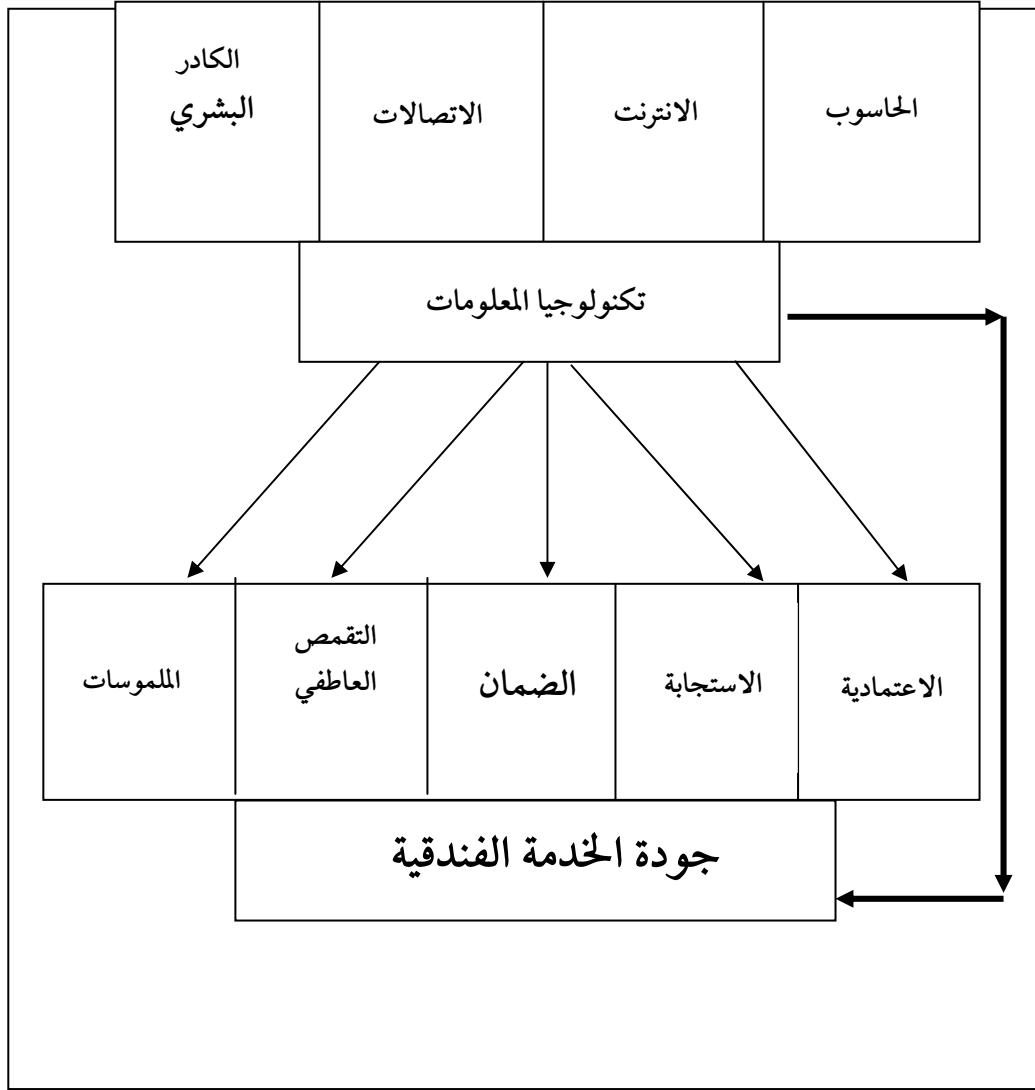 الحاسوب
الانترنت
الاتصالات
الكادر
البشري
تكنولوجيا المعلومات
الاعتمادية
الاستجابة
الضمان
التقمص
العاطفي
الملموسات
جودة الخدمة الفندقية